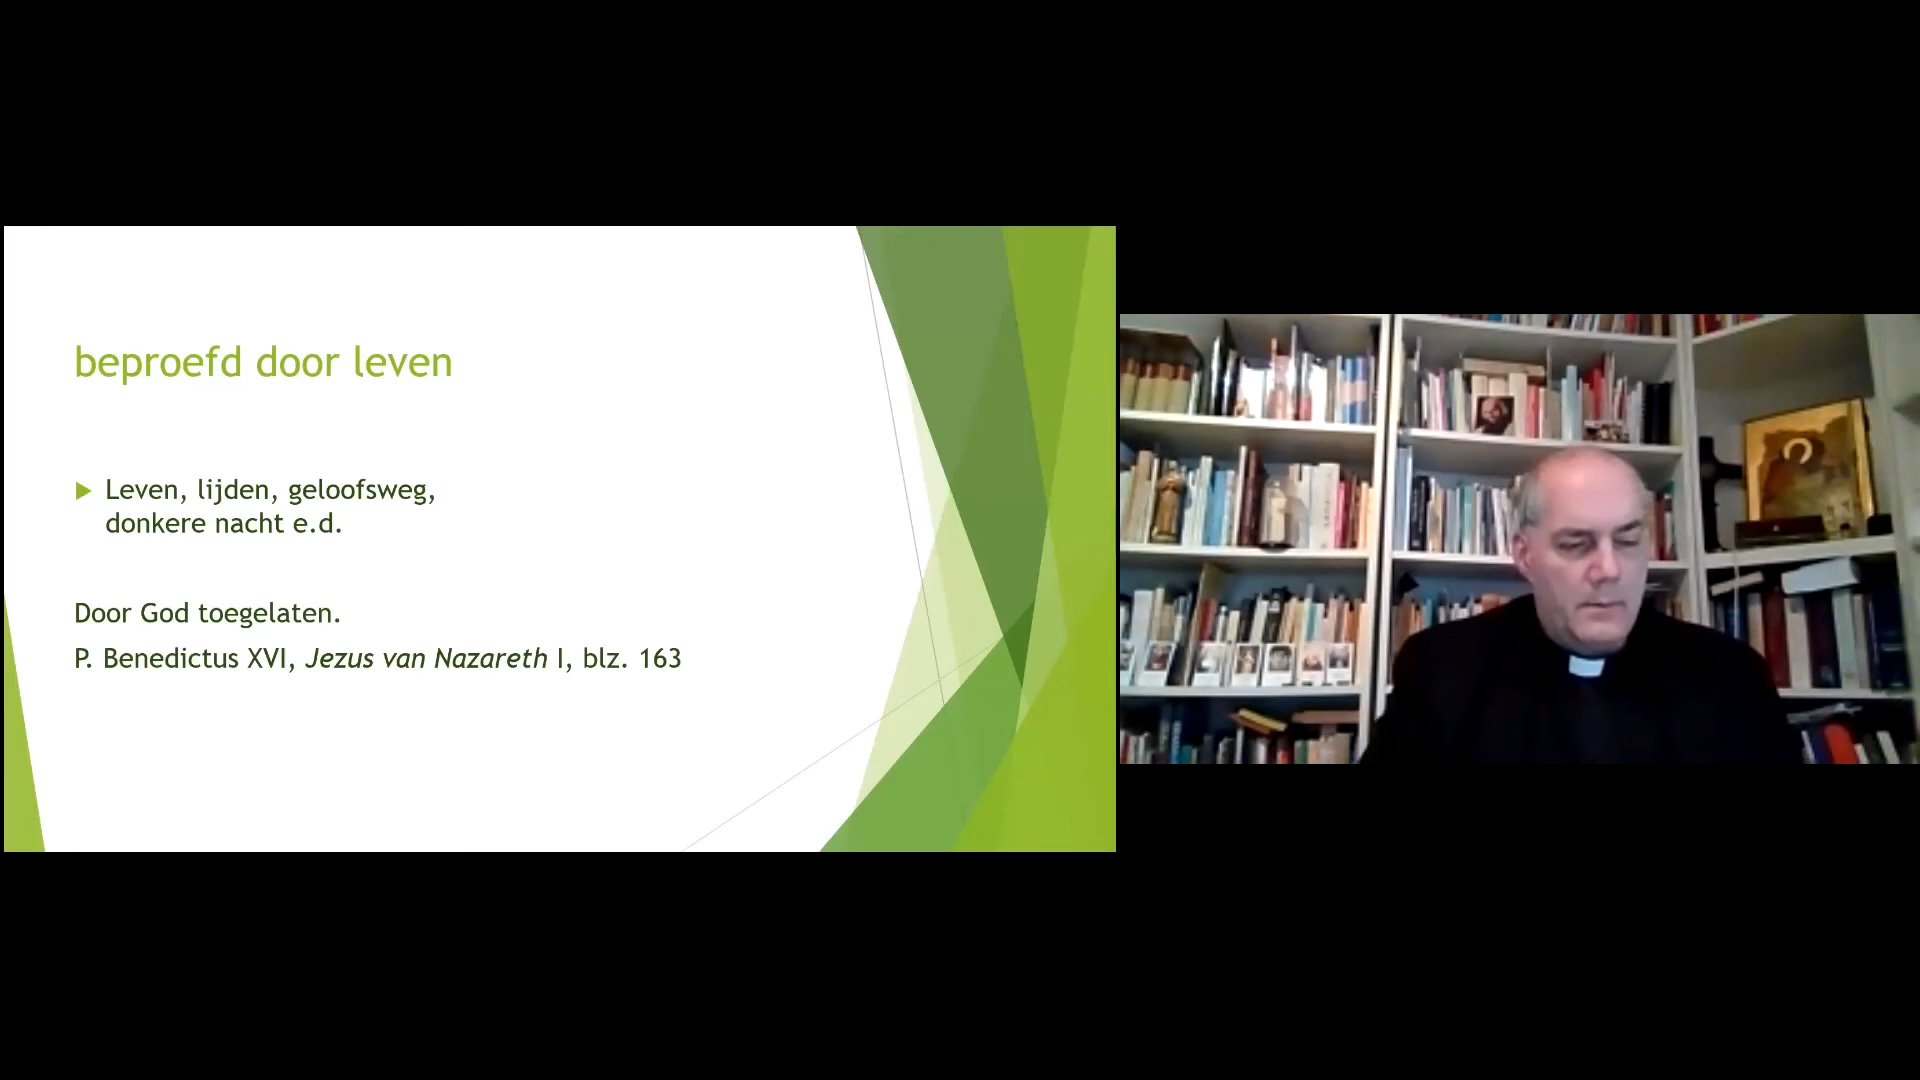 beproefd door leven
Leven, lijden, geloofsweg,
donkere nacht e.d.
Door God toegelaten.
P. Benedictus XVI, Jezus van Nazareth I, blz. 163